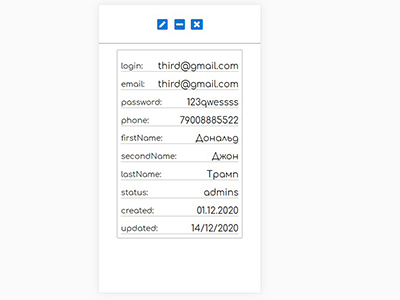 login: third@gmail.com
email: third@gmail.com
password: 123qwessss
phone: 79008885522
firstName: Дональд
secondName: Джон
lastName: Трамп
status: admins
created: 01.12.2020
updated: 14/12/2020